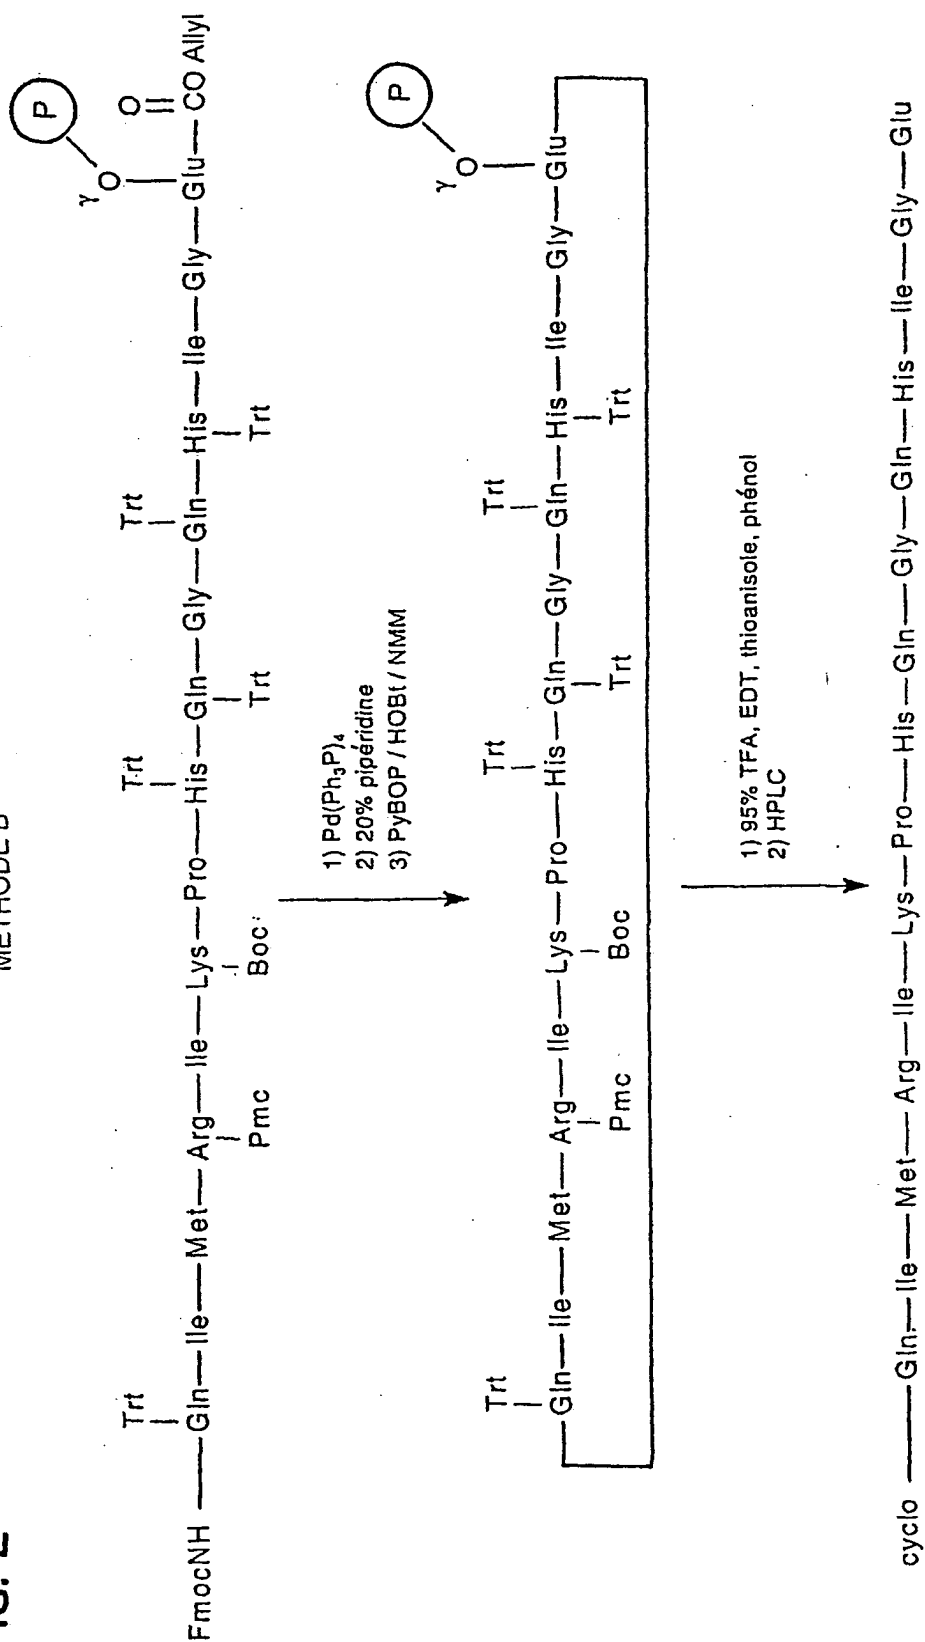 FIG. 2
METHODE B
P
γ O O
Trt Trt Trt
FmocNH—Gln—Ile—Met—Arg—Ile—Lys—Pro—His—Gln—Gly—Gln—His—Ile—Gly—Glu—CO Allyl
Pmc Boc Trt Trt
1) Pd(Ph₃P)₄
2) 20% pipéridine
3) PyBOP / HOBt / NMM
P
γ O
Trt Trt Trt
Gln—Ile—Met—Arg—Ile—Lys—Pro—His—Gln—Gly—Gln—His—Ile—Gly—Glu
Pmc Boc Trt Trt
1) 95% TFA, EDT, thioanisole, phénol
2) HPLC
cyclo—Gln—Ile—Met—Arg—Ile—Lys—Pro—His—Gln—Gly—Gln—His—Ile—Gly—Glu